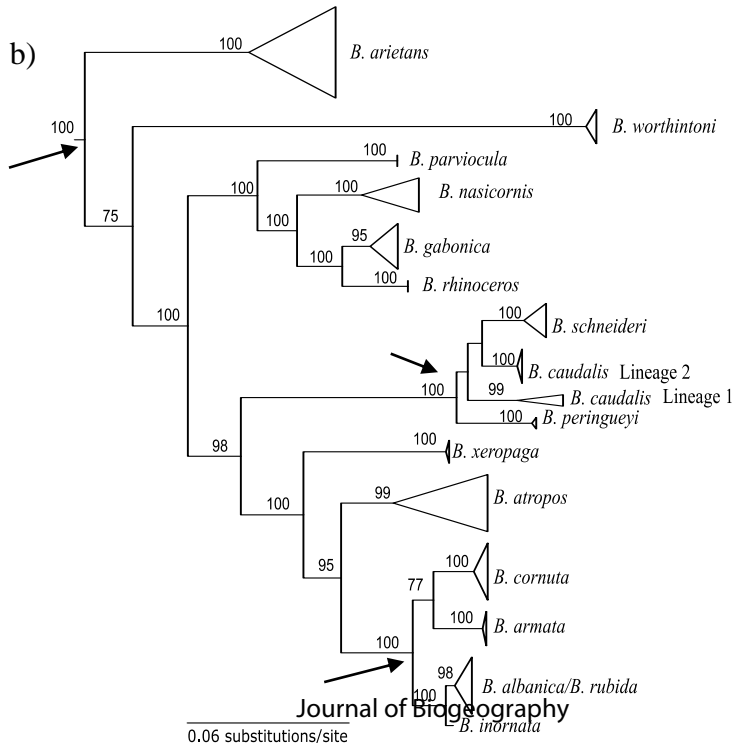 b)
100
B. arietans
100
100
B. worthintoni
100
B. parviocula
100
100
B. nasicornis
75
100
95
B. gabonica
100
100
B. rhinoceros
100
100
B. schneideri
100
B. caudalis Lineage 2
100
99
B. caudalis Lineage 1
100
B. peringueyi
98
100
B. xeropaga
100
99
B. atropos
95
100
B. cornuta
77
100
B. armata
100
98
B. albanica/B. rubida
100
Journal of Biogeography
B. inornata
0.06 substitutions/site